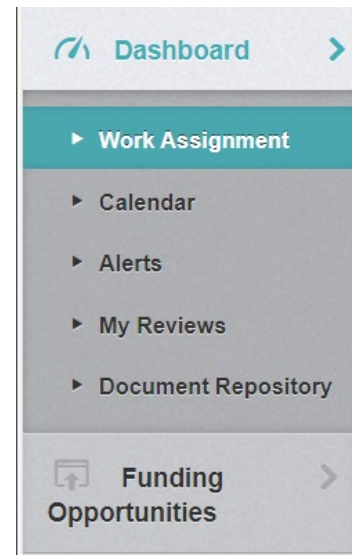 Dashboard
Work Assignment
Calendar
Alerts
My Reviews
Document Repository
Funding
Opportunities